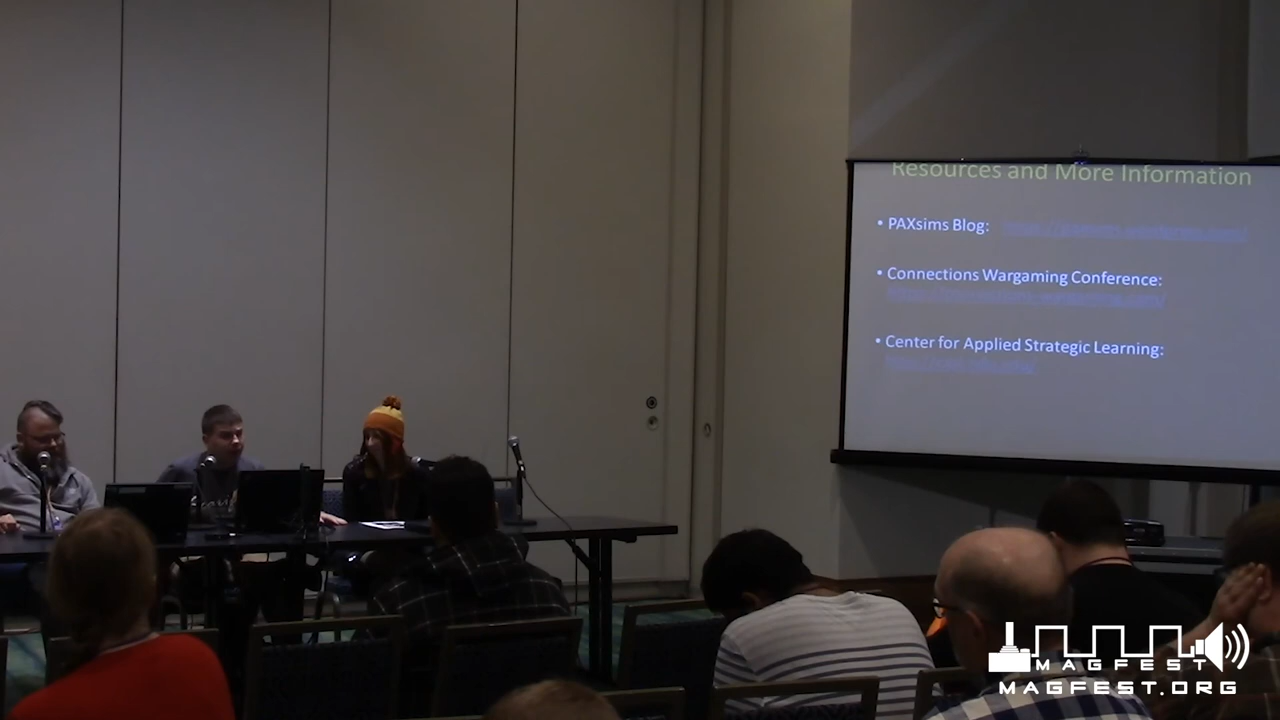 Resources and More Information
• PAXsims Blog:
• Connections Wargaming Conference:
• Center for Applied Strategic Learning:
MAGFEST
MAGFEST.ORG